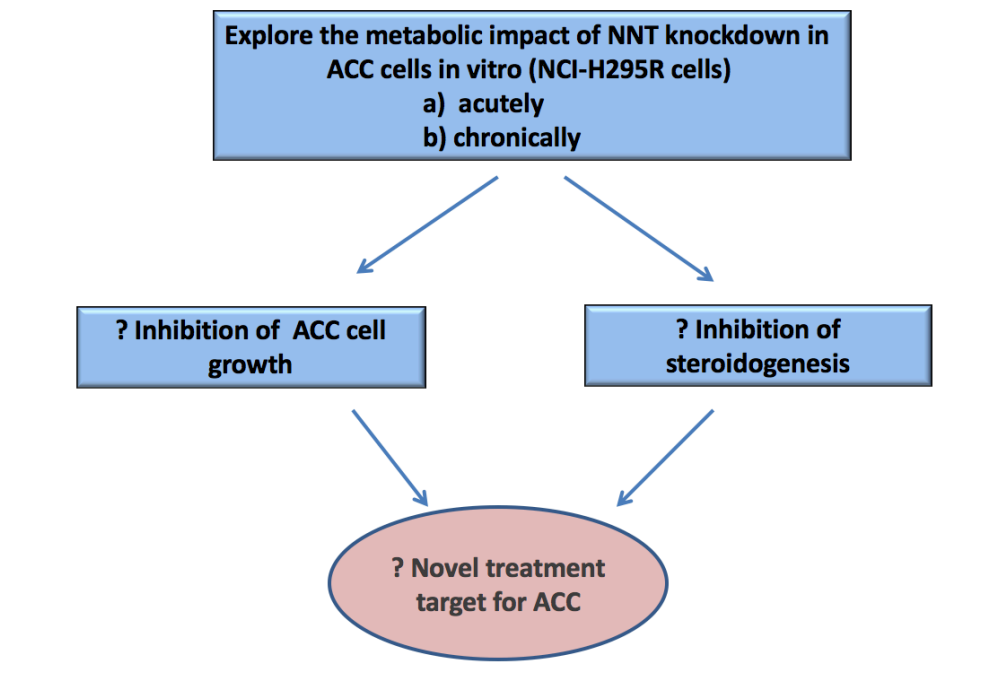 Explore the metabolic impact of NNT knockdown in
ACC cells in vitro (NCI-H295R cells)
a) acutely
b) chronically
? Inhibition of ACC cell
growth
? Inhibition of
steroidogenesis
? Novel treatment
target for ACC